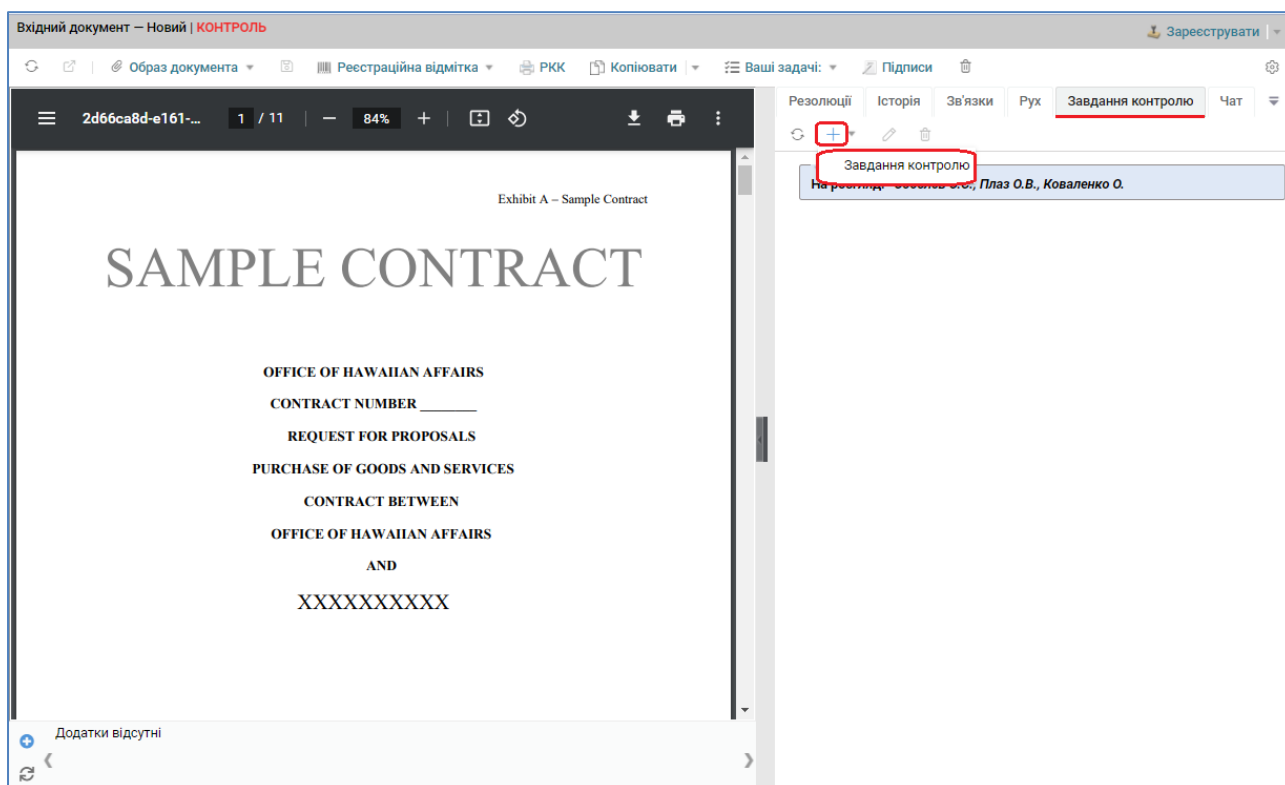 Вхідний документ — Новий | КОНТРОЛЬ
Зареєструвати
Образ документа
Реєстраційна відмітка
РКК
Копіювати
Ваші задачі:
Підписи
2d66ca8d-e161-...
1 / 11
84%
Резолюції
Історія
Зв'язки
Рух
Завдання контролю
Чат
Завдання контролю
На Плаз О.В., Коваленко О.
Exhibit A – Sample Contract
SAMPLE CONTRACT
OFFICE OF HAWAIIAN AFFAIRS
CONTRACT NUMBER ________
REQUEST FOR PROPOSALS
PURCHASE OF GOODS AND SERVICES
CONTRACT BETWEEN
OFFICE OF HAWAIIAN AFFAIRS
AND
XXXXXXXXXX
Додатки відсутні